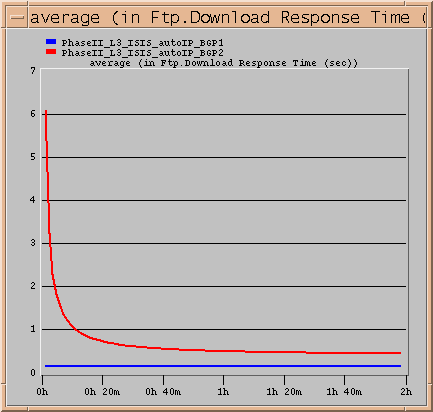 average (in Ftp.Download Response Time (
PhaseII_L3_ISIS_autoIP_BGP1
PhaseII_L3_ISIS_autoIP_BGP2
average (in Ftp.Download Response Time (sec))
7
6
5
4
3
2
1
0
0h 0h 20m 0h 40m 1h 1h 20m 1h 40m 2h